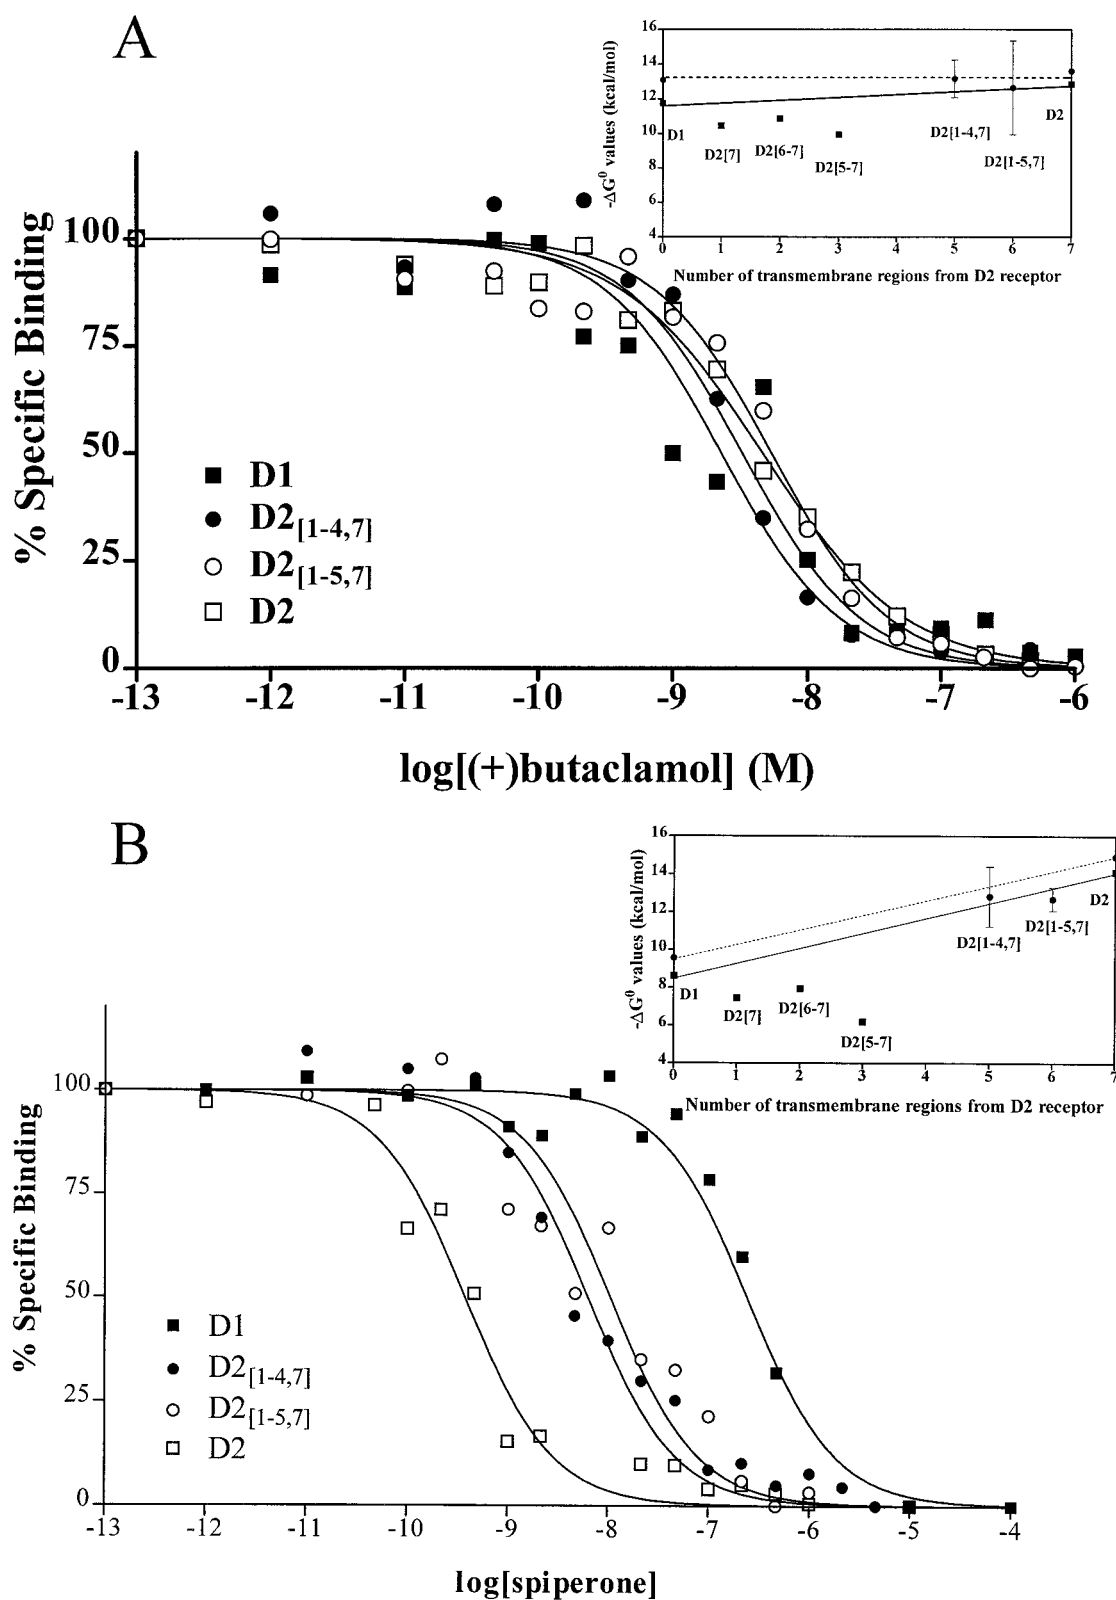 A
16
14
12
10
8
6
4
-ΔG⁰ values (kcal/mol)
D1
D2[7]
D2[6-7]
D2[5-7]
D2[1-4,7]
D2[1-5,7]
D2
0 1 2 3 4 5 6 7
Number of transmembrane regions from D2 receptor
% Specific Binding
100
75
50
25
0
D1
D2[1-4,7]
D2[1-5,7]
D2
-13 -12 -11 -10 -9 -8 -7 -6
log[(+)butaclamol] (M)
B
16
14
12
10
8
6
4
-ΔG⁰ values (kcal/mol)
D1
D2[7]
D2[6-7]
D2[5-7]
D2[1-4,7]
D2[1-5,7]
D2
0 1 2 3 4 5 6 7
Number of transmembrane regions from D2 receptor
% Specific Binding
100
75
50
25
0
D1
D2[1-4,7]
D2[1-5,7]
D2
-13 -12 -11 -10 -9 -8 -7 -6 -5 -4
log[spiperone]